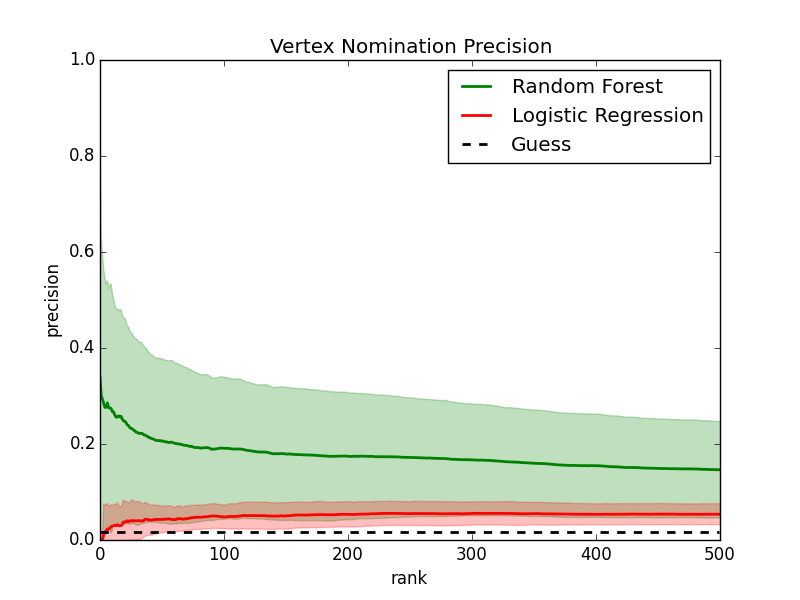 Vertex Nomination Precision
1.0
0.8
0.6
0.4
0.2
0.0
precision
Random Forest
Logistic Regression
Guess
0 100 200 300 400 500
rank